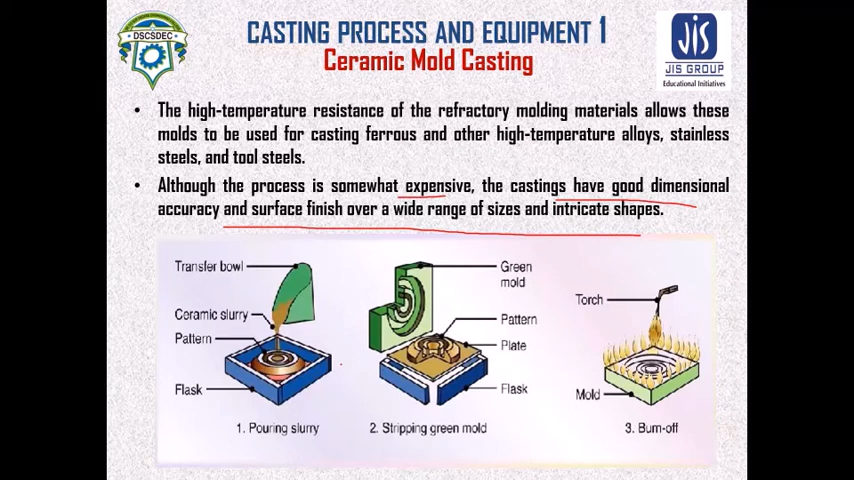 DSCSDEC
CASTING PROCESS AND EQUIPMENT 1
Ceramic Mold Casting
JIS
JIS GROUP
Educational Initiatives
• The high-temperature resistance of the refractory molding materials allows these
molds to be used for casting ferrous and other high-temperature alloys, stainless
steels, and tool steels.
• Although the process is somewhat expensive, the castings have good dimensional
accuracy and surface finish over a wide range of sizes and intricate shapes.
Transfer bowl
Ceramic slurry
Pattern
Flask
1. Pouring slurry
Green
mold
Pattern
Plate
Flask
2. Stripping green mold
Torch
Mold
3. Burn-off